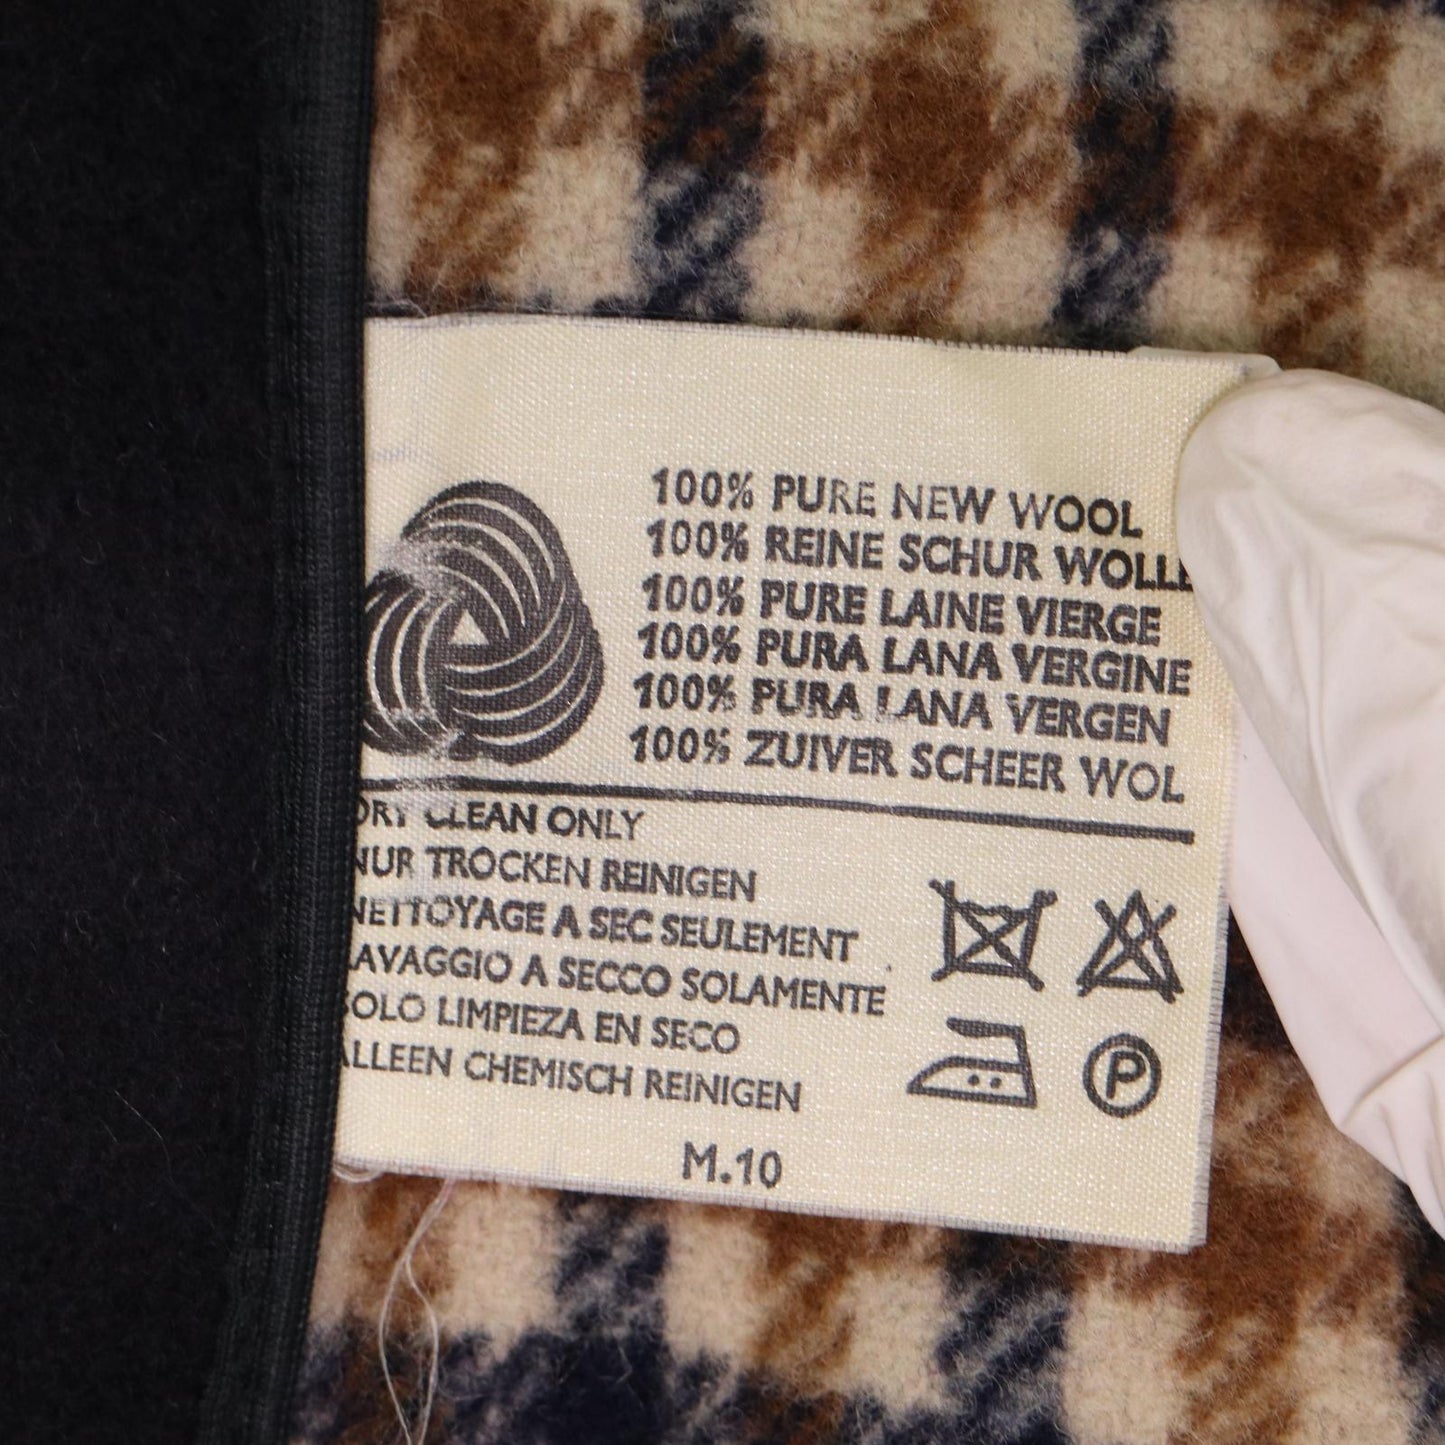 100% PURE NEW WOOL
100% REINE SCHUR WOLLE
100% PURE LAINE VIERGE
100% PURA LANA VERGINE
100% PURA LANA VERGEN
100% ZUIVER SCHEER WOL
DRY CLEAN ONLY
NUR TROCKEN REINIGEN
NETTOYAGE A SEC SEULEMENT
LAVAGGIO A SECCO SOLAMENTE
SOLO LIMPIEZA EN SECO
ALLEEN CHEMISCH REINIGEN
P
M.10